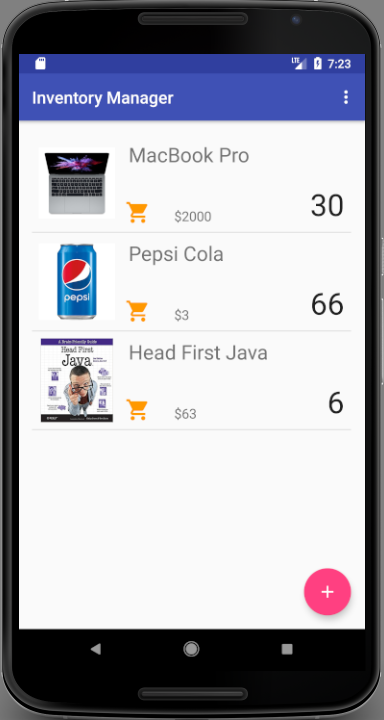 LTE 7:23
Inventory Manager
MacBook Pro
$2000
30
Pepsi Cola
pepsi
$3
66
A Brain-Friendly Guide
Head First
Java
Head First Java
$63
6
+